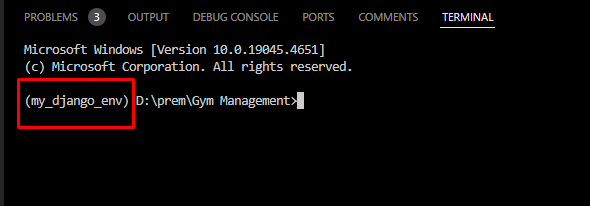 PROBLEMS 3 OUTPUT DEBUG CONSOLE PORTS COMMENTS TERMINAL
Microsoft Windows [Version 10.0.19045.4651]
(c) Microsoft Corporation. All rights reserved.
(my_django_env) D:\prem\Gym Management>